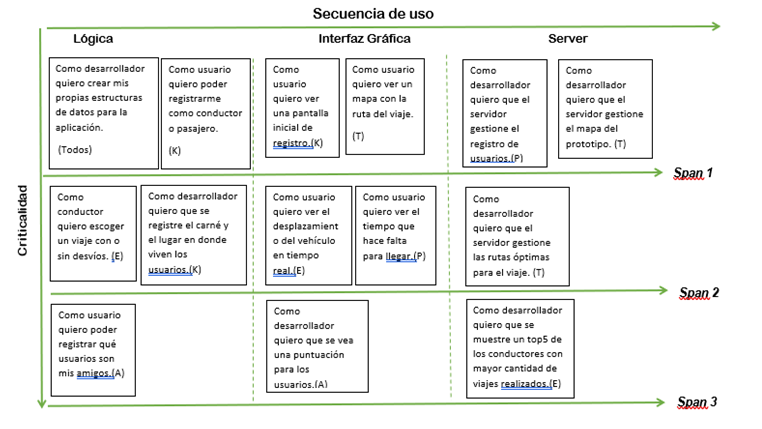 Secuencia de uso
Lógica
Interfaz Gráfica
Server
Criticalidad
Como desarrollador
quiero crear mis
propias estructuras
de datos para la
aplicación.
(Todos)
Como usuario
quiero poder
registrarme
como conductor
o pasajero.
(K)
Como
usuario
quiero ver
una pantalla
inicial de
registro.(K)
Como usuario
quiero ver un
mapa con la
ruta del viaje.
(T)
Como
desarrollador
quiero que el
servidor
gestione el
registro de
usuarios.(P)
Como
desarrollador
quiero que el
servidor gestione
el mapa del
prototipo. (T)
Span 1
Como
conductor
quiero escoger
un viaje con o
sin desvíos. (E)
Como desarrollador
quiero que se
registre el carné y
el lugar en donde
viven los
usuarios.(K)
Como usuario
quiero ver el
desplazamient
o del vehículo
en tiempo
real.(E)
Como usuario
quiero ver el
tiempo que
hace falta
para llegar.(P)
Como
desarrollador
quiero que el
servidor gestione
las rutas óptimas
para el viaje. (T)
Span 2
Como usuario
quiero poder
registrar qué
usuarios son
mis amigos.(A)
Como
desarrollador
quiero que se vea
una puntuación
para los
usuarios.(A)
Como desarrollador
quiero que se
muestre un top5 de
los conductores con
mayor cantidad de
viajes realizados.(E)
Span 3